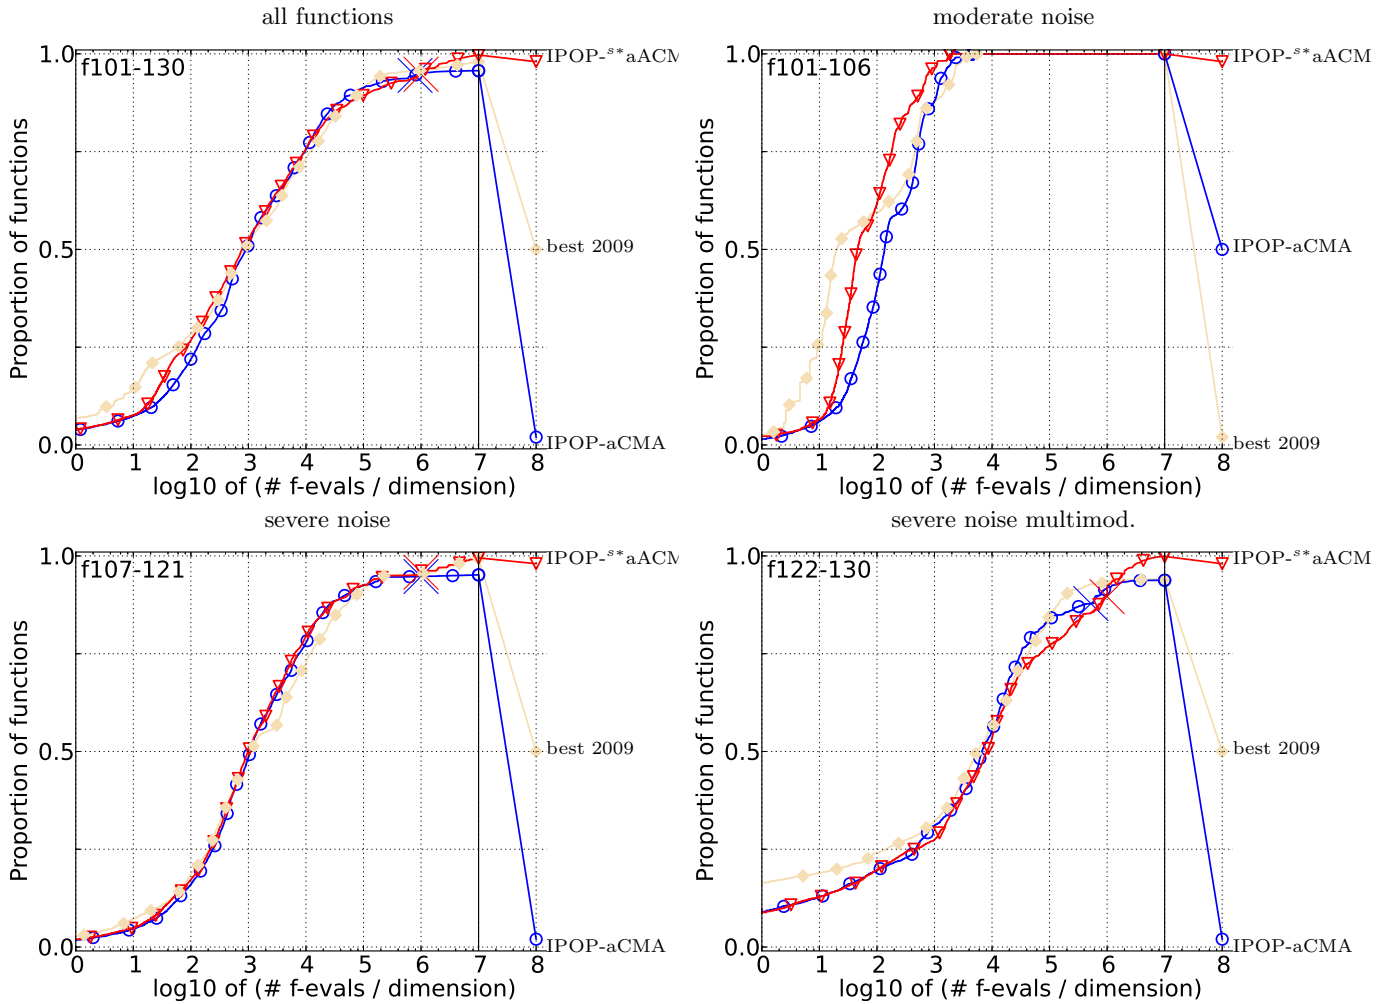 all functions
f101-130
1.0
0.5
0.0
Proportion of functions
0 1 2 3 4 5 6 7 8
log10 of (# f-evals / dimension)
IPOP-s*aACM
best 2009
IPOP-aCMA
moderate noise
f101-106
1.0
0.5
0.0
Proportion of functions
0 1 2 3 4 5 6 7 8
log10 of (# f-evals / dimension)
IPOP-s*aACM
IPOP-aCMA
best 2009
severe noise
f107-121
1.0
0.5
0.0
Proportion of functions
0 1 2 3 4 5 6 7 8
log10 of (# f-evals / dimension)
IPOP-s*aACM
best 2009
IPOP-aCMA
severe noise multimod.
f122-130
1.0
0.5
0.0
Proportion of functions
0 1 2 3 4 5 6 7 8
log10 of (# f-evals / dimension)
IPOP-s*aACM
best 2009
IPOP-aCMA